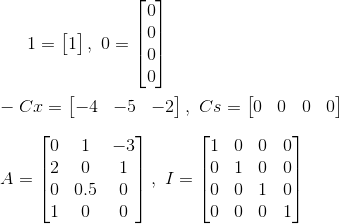 1 = [1] , 0 = [0; 0; 0; 0]
− Cx = [−4 −5 −2] , Cs = [0 0 0 0]
A = [0 1 −3; 2 0 1; 0 0.5 0; 1 0 0] , I = [1 0 0 0; 0 1 0 0; 0 0 1 0; 0 0 0 1]